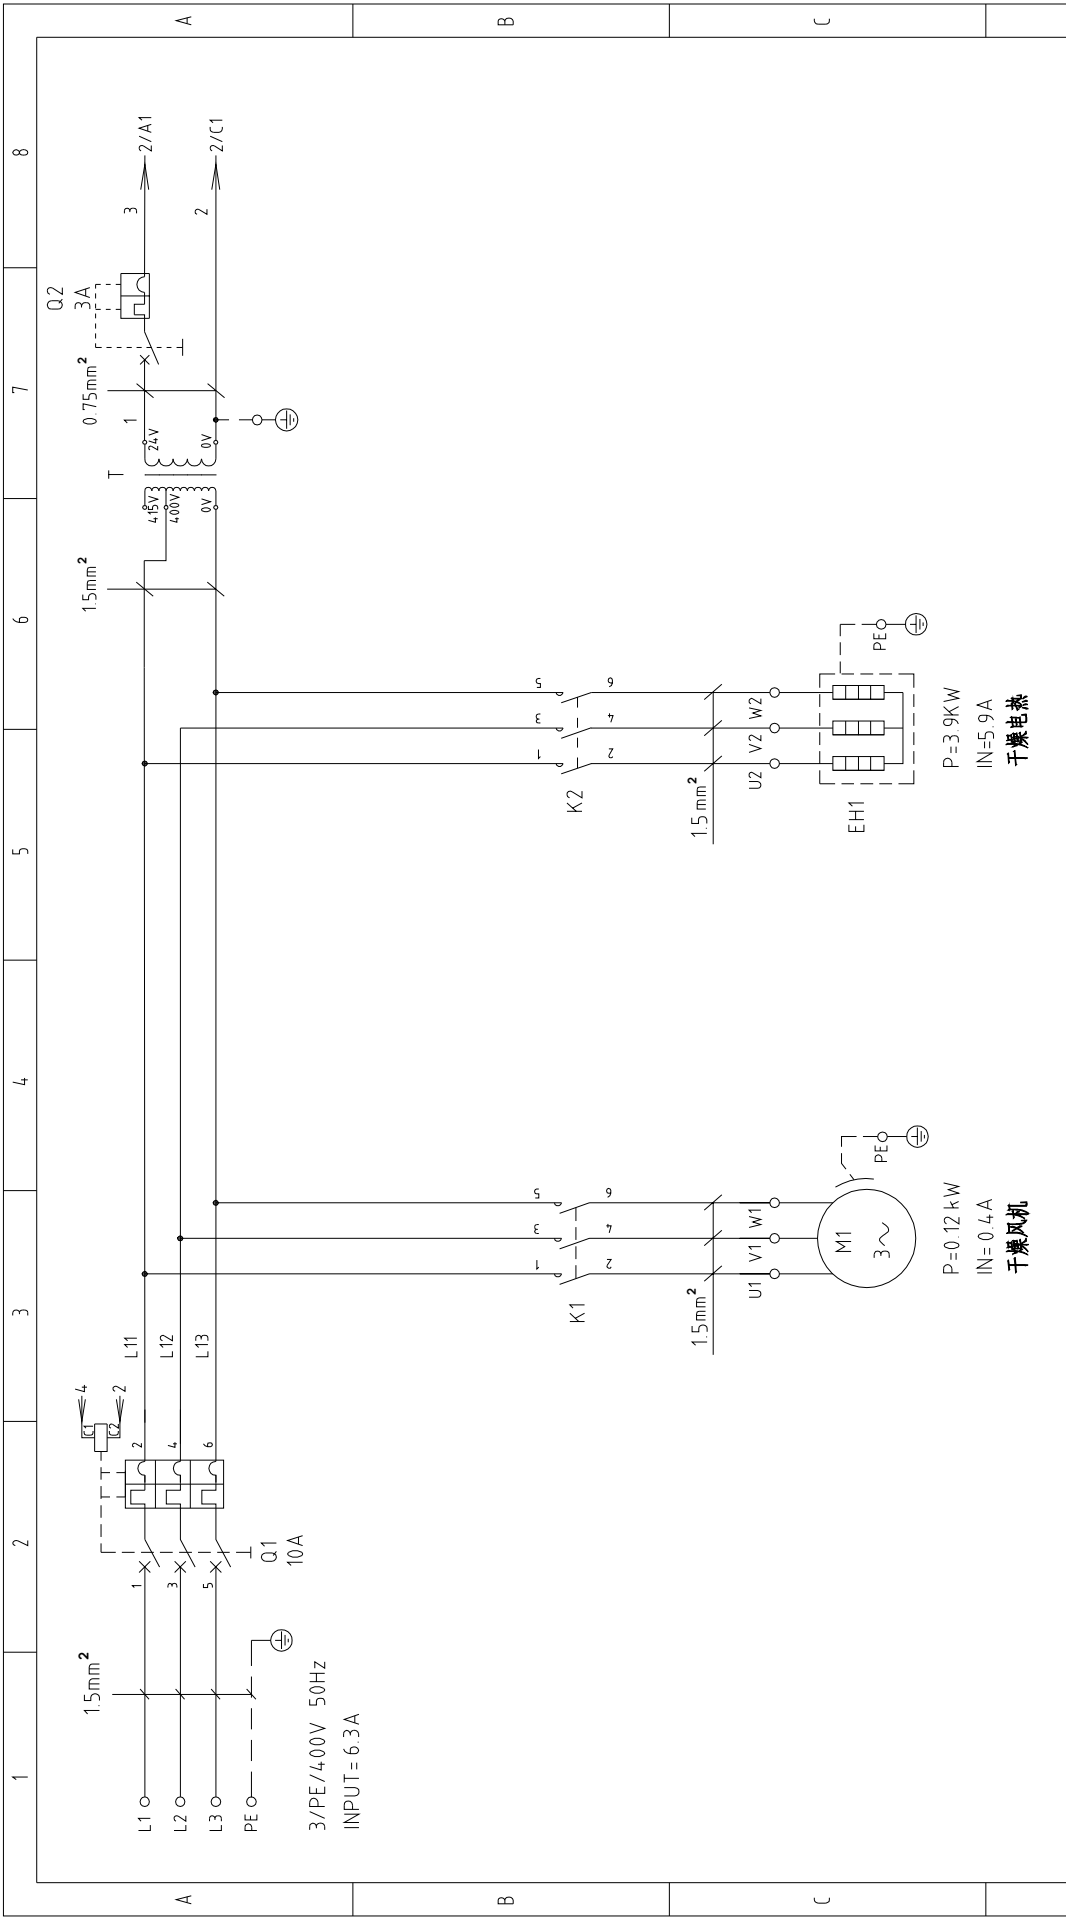 1 2 3 4 5 6 7 8
A
B
C
A
B
C
L1
L2
L3
PE
1.5mm²
3/PE/400V 50Hz
INPUT=6.3A
1
3
5
2
4
6
Q1
10A
C1
C2
4
2
L11
L12
L13
1.5mm²
T
415V
400V
0V
24V
0V
1
0.75mm²
Q2
3A
3
2
2/A1
2/C1
K1
1
3
5
2
4
6
1.5mm²
U1 V1 W1
M1
3~
PE
P=0.12kW
IN=0.4A
干燥风机
K2
1
3
5
2
4
6
1.5mm²
U2 V2 W2
EH1
PE
P=3.9KW
IN=5.9A
干燥电热